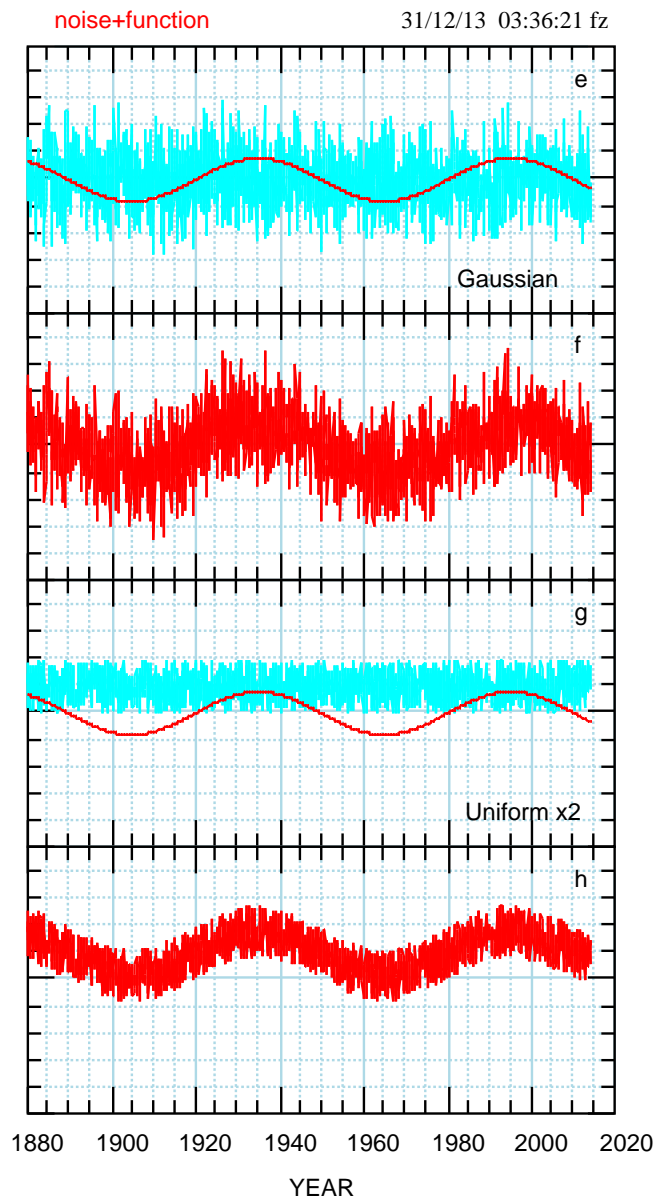 noise+function 31/12/13 03:36:21 fz
e
Gaussian
f
g
Uniform x2
h
1880 1900 1920 1940 1960 1980 2000 2020
YEAR